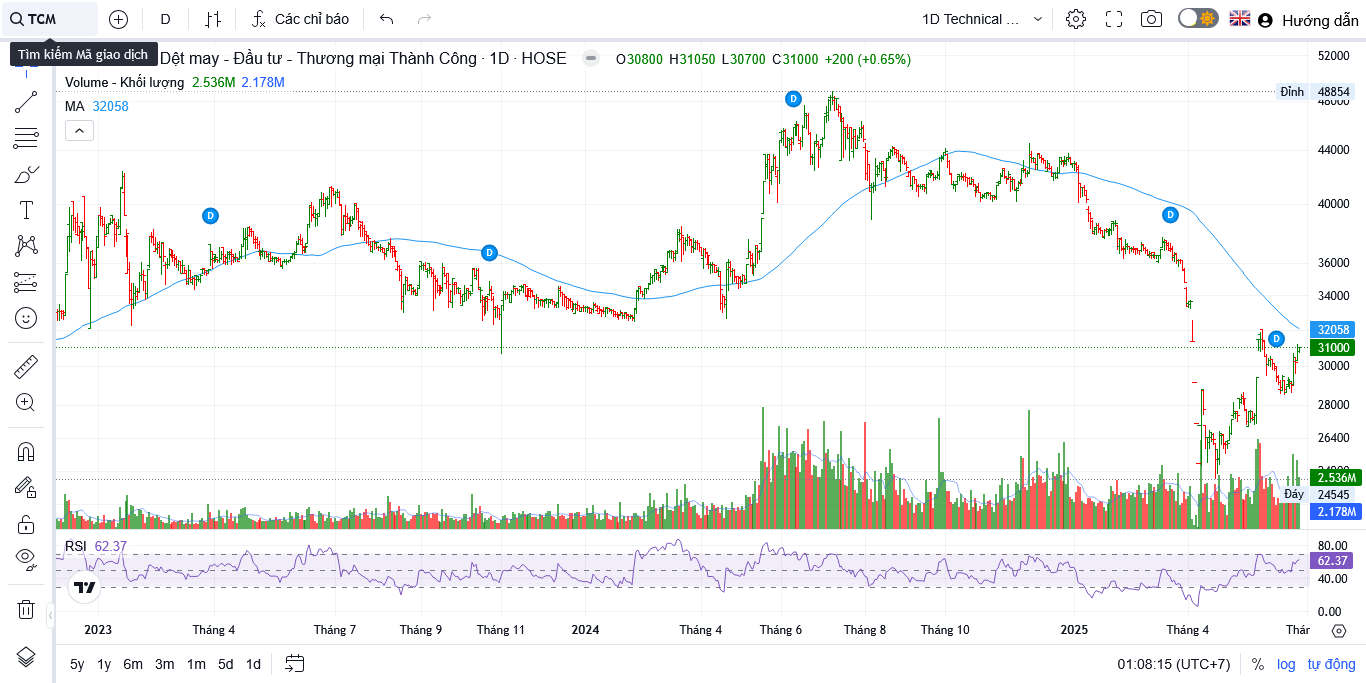 TCM
D
Các chỉ báo
1D Technical ...
Hướng dẫn
Tìm kiếm Mã giao dịch
Dệt may - Đầu tư - Thương mại Thành Công · 1D · HOSE
O30800 H31050 L30700 C31000 +200 (+0.65%)
Volume - Khối lượng 2.536M 2.178M
MA 32058
52000
Đỉnh 48854
48000
44000
40000
36000
34000
32058
31000
30000
28000
26400
2.536M
Đáy 24545
2.178M
D
D
D
D
D
RSI 62.37
80.00
62.37
40.00
0.00
2023 Tháng 4 Tháng 7 Tháng 9 Tháng 11 2024 Tháng 4 Tháng 6 Tháng 8 Tháng 10 2025 Tháng 4 Thár
5y 1y 6m 3m 1m 5d 1d
01:08:15 (UTC+7) % log tự động